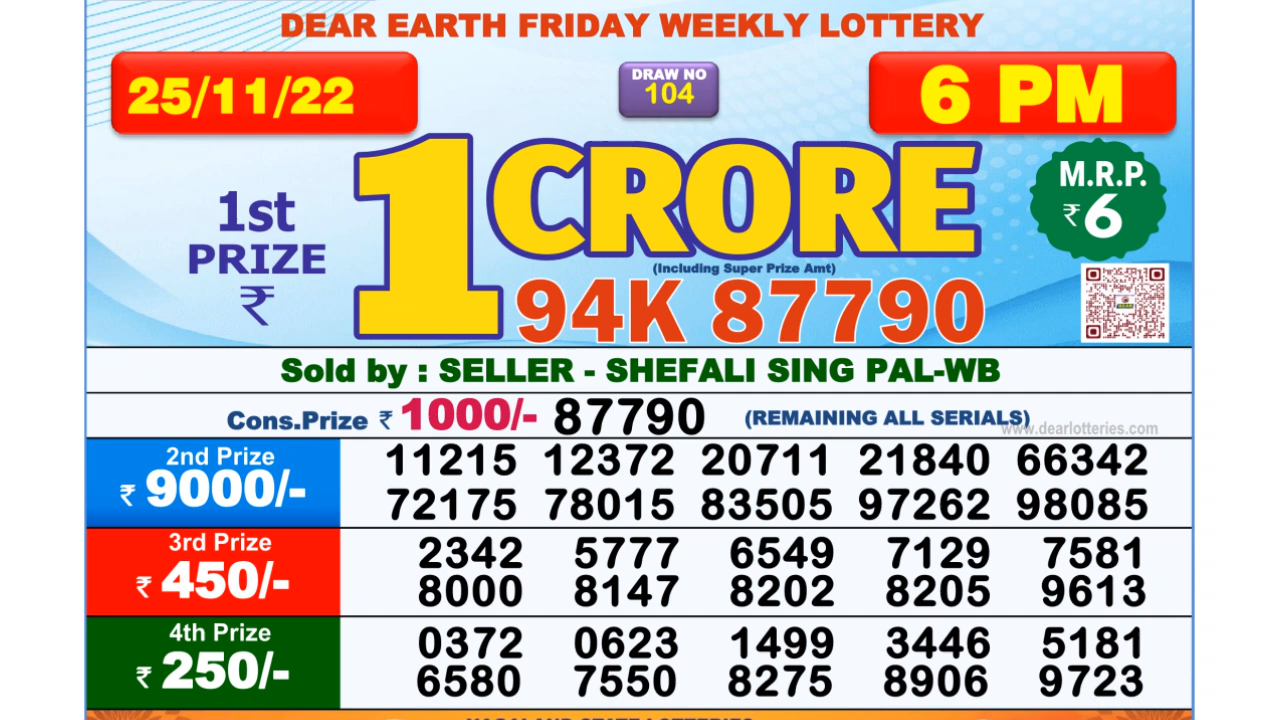 DEAR EARTH FRIDAY WEEKLY LOTTERY
25/11/22
DRAW NO
104
6 PM
1st
PRIZE
₹
1 CRORE
(Including Super Prize Amt)
94K 87790
M.R.P.
₹ 6
Sold by : SELLER - SHEFALI SING PAL-WB
Cons.Prize ₹ 1000/- 87790 (REMAINING ALL SERIALS)
www.dearlotteries.com
2nd Prize
₹ 9000/-
11215 12372 20711 21840 66342
72175 78015 83505 97262 98085
3rd Prize
₹ 450/-
2342 5777 6549 7129 7581
8000 8147 8202 8205 9613
4th Prize
₹ 250/-
0372 0623 1499 3446 5181
6580 7550 8275 8906 9723